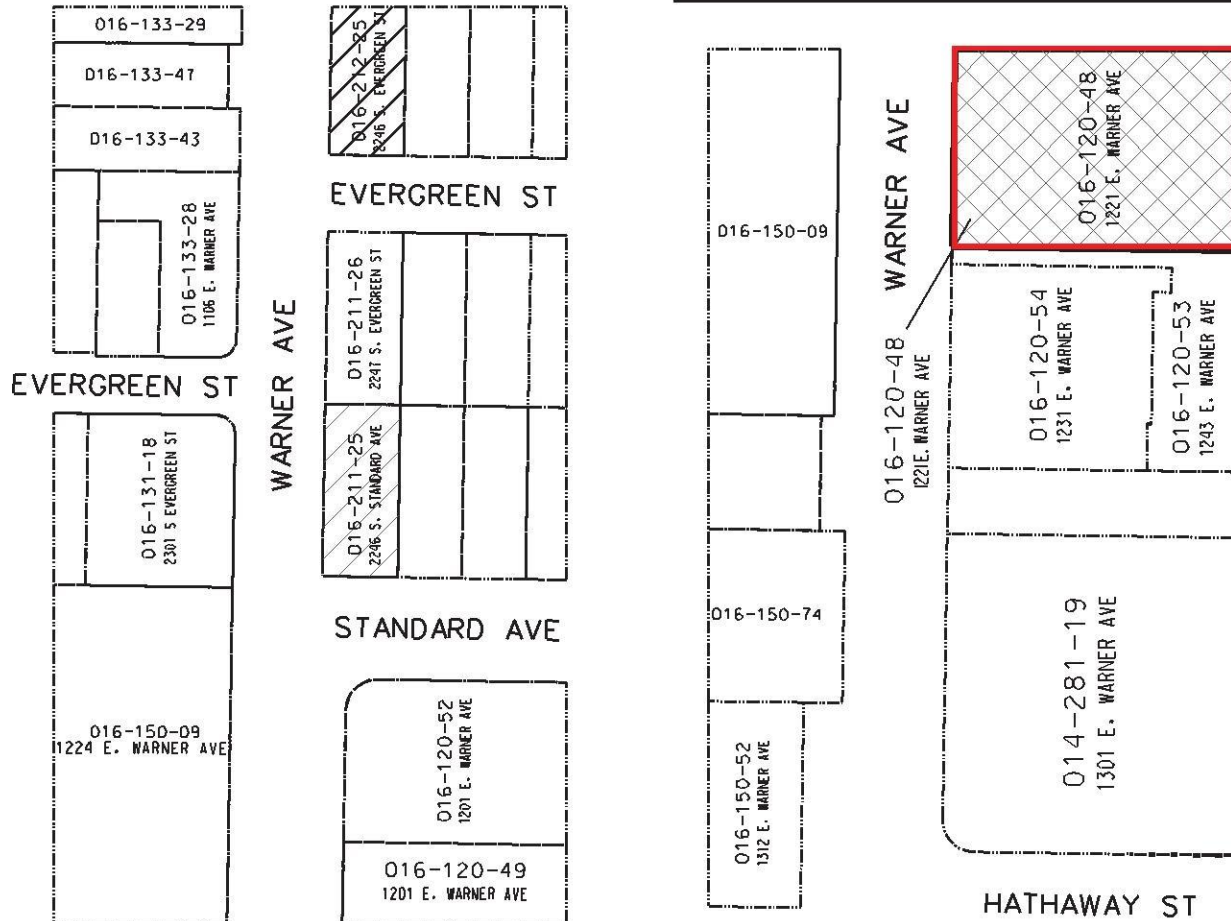 016-133-29
016-133-47
016-133-43
016-133-28
1106 E. WARNER AVE
EVERGREEN ST
016-131-18
2301 S EVERGREEN ST
016-150-09
1224 E. WARNER AVE
WARNER AVE
016-212-25
2246 S. EVERGREEN ST
EVERGREEN ST
016-211-26
2247 S. EVERGREEN ST
016-211-25
2246 S. STANDARD AVE
STANDARD AVE
016-120-52
1201 E. WARNER AVE
016-120-49
1201 E. WARNER AVE
016-150-09
016-150-74
016-150-52
1312 E. WARNER AVE
WARNER AVE
016-120-48
1221 E. WARNER AVE
016-120-48
1221 E. WARNER AVE
016-120-54
1231 E. WARNER AVE
016-120-53
1243 E. WARNER AVE
014-281-19
1301 E. WARNER AVE
HATHAWAY ST